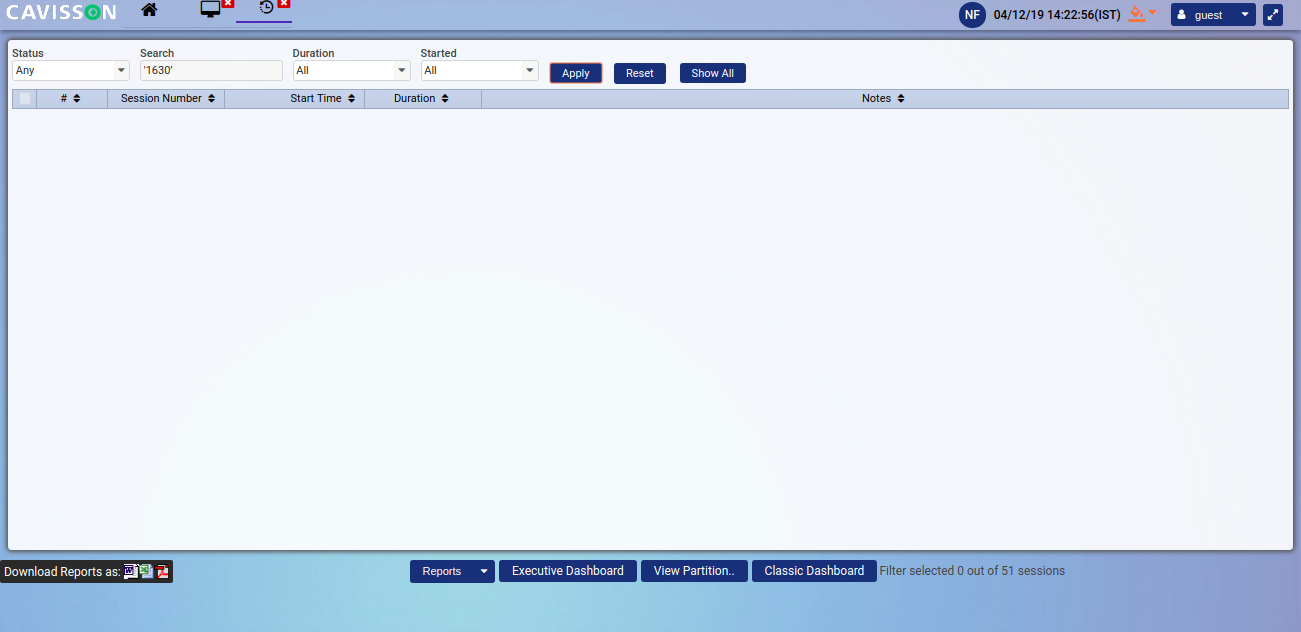 CAVISSON
NF 04/12/19 14:22:56(IST) guest
Status Search Duration Started
Any '1630' All All Apply Reset Show All
# Session Number Start Time Duration Notes
Download Reports as: Reports Executive Dashboard View Partition.. Classic Dashboard Filter selected 0 out of 51 sessions